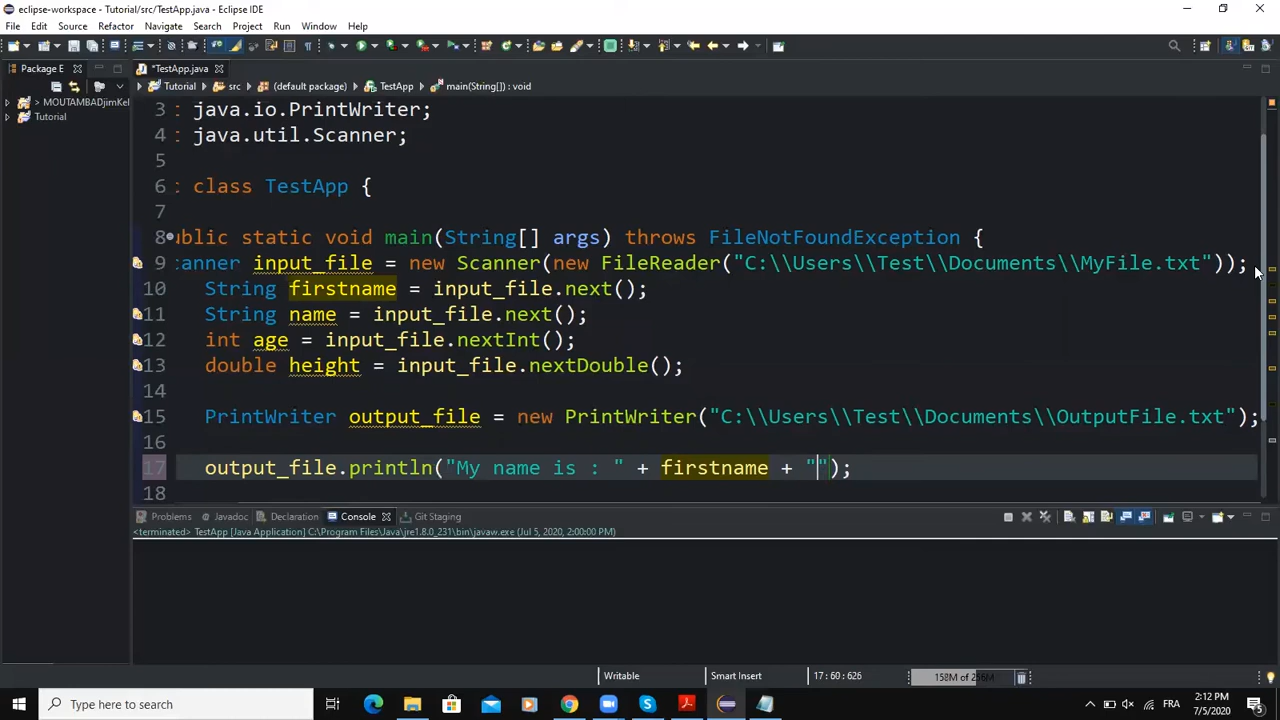 eclipse-workspace - Tutorial/src/TestApp.java - Eclipse IDE
File Edit Source Refactor Navigate Search Project Run Window Help
Package E *TestApp.java
Tutorial src (default package) TestApp main(String[]) : void
> MOUTAMBADjimKel
Tutorial
3 java.io.PrintWriter;
4 java.util.Scanner;
5
6 class TestApp {
7
8 ublic static void main(String[] args) throws FileNotFoundException {
9 canner input_file = new Scanner(new FileReader("C:\\Users\\Test\\Documents\\MyFile.txt"));
10 String firstname = input_file.next();
11 String name = input_file.next();
12 int age = input_file.nextInt();
13 double height = input_file.nextDouble();
14
15 PrintWriter output_file = new PrintWriter("C:\\Users\\Test\\Documents\\OutputFile.txt");
16
17 output_file.println("My name is : " + firstname + "");
18
Problems Javadoc Declaration Console Git Staging
<terminated> TestApp [Java Application] C:\Program Files\Java\jre1.8.0_231\bin\javaw.exe (Jul 5, 2020, 2:00:00 PM)
Writable Smart Insert 17 : 60 : 626 158M of 256M
Type here to search
FRA
2:12 PM
7/5/2020
5